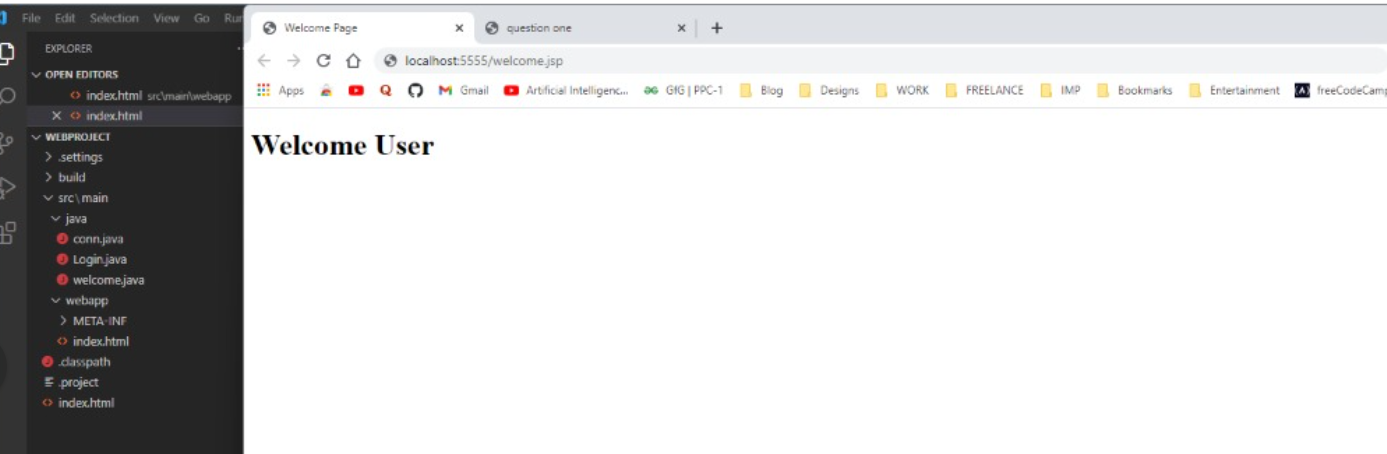 File Edit Selection View Go Run
EXPLORER
OPEN EDITORS
index.html src\main\webapp
index.html
WEBPROJECT
.settings
build
src\main
java
conn.java
Login.java
welcome.java
webapp
META-INF
index.html
.classpath
.project
index.html
Welcome Page question one
localhost:5555/welcome.jsp
Apps Gmail Artificial Intelligenc... GfG | PPC-1 Blog Designs WORK FREELANCE IMP Bookmarks Entertainment freeCodeCamp
Welcome User